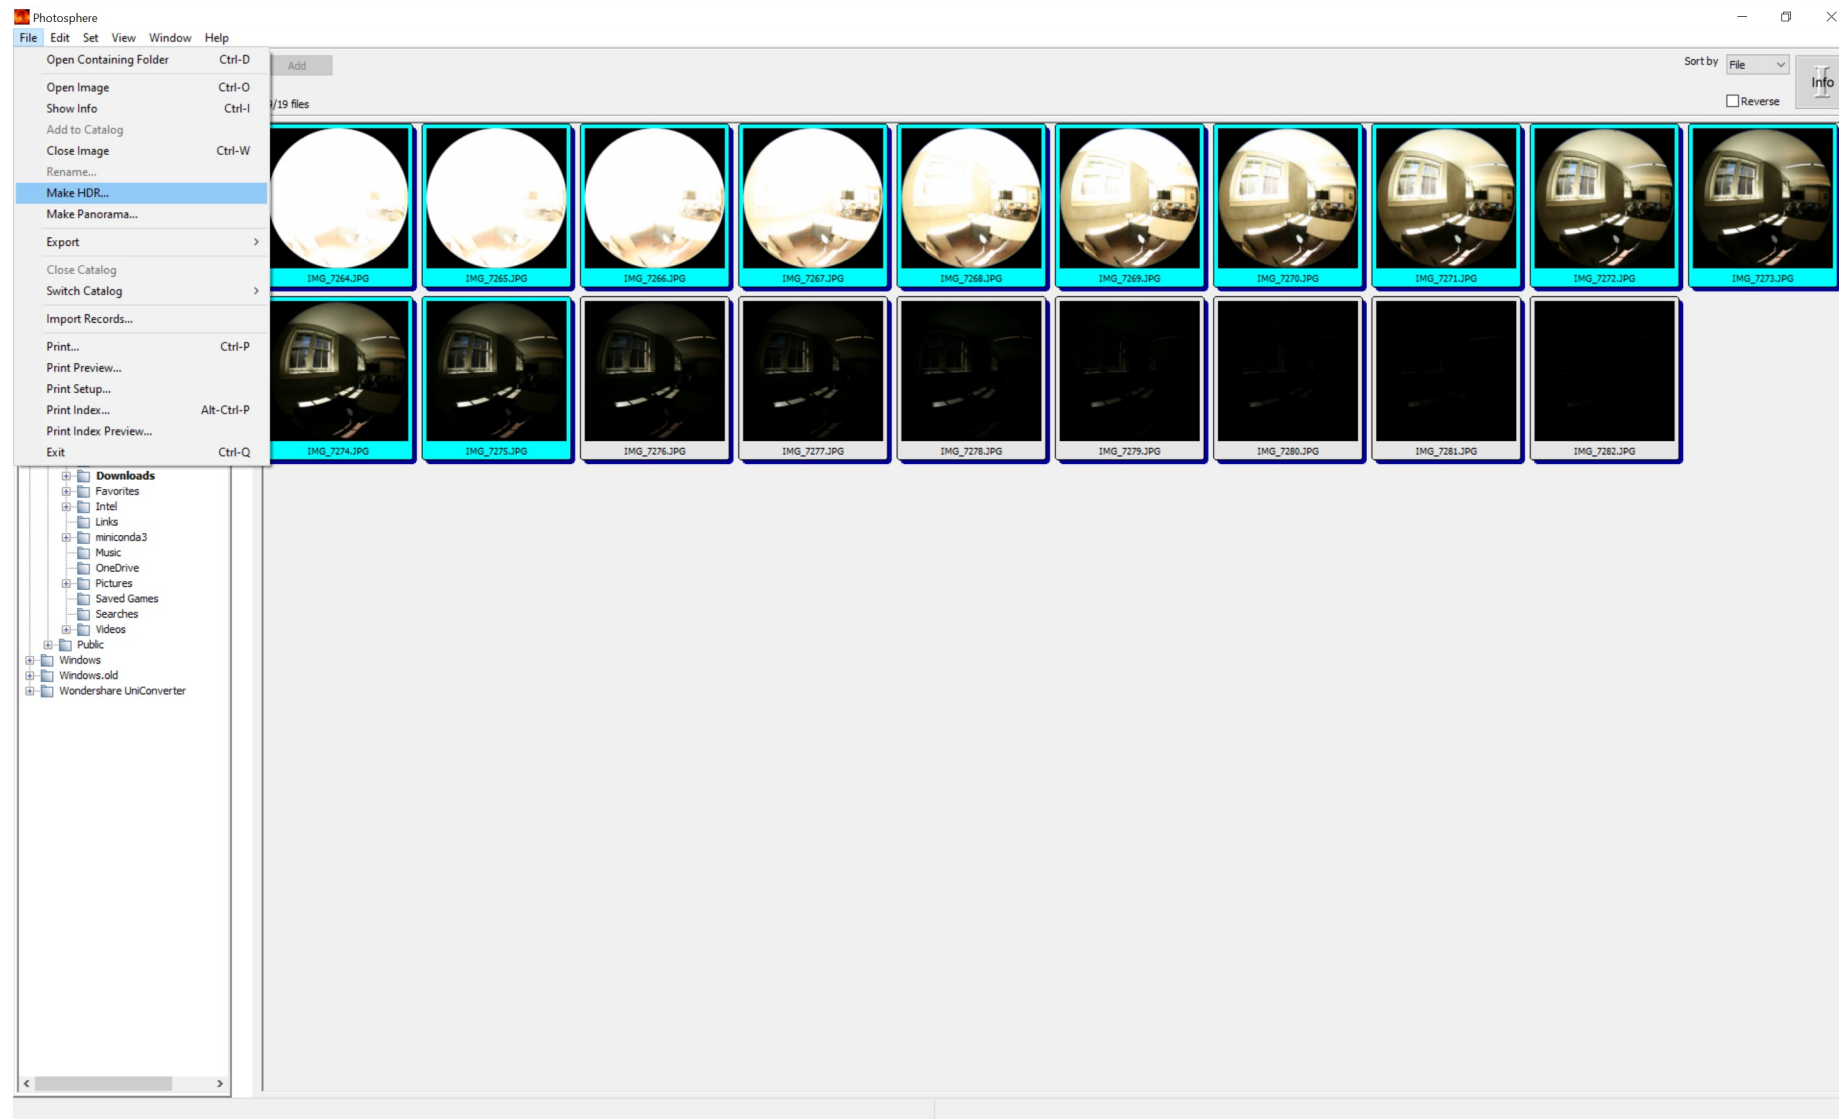 Photosphere
File Edit Set View Window Help
Open Containing Folder Ctrl-D
Open Image Ctrl-O
Show Info Ctrl-I
Add to Catalog
Close Image Ctrl-W
Rename...
Make HDR...
Make Panorama...
Export
Close Catalog
Switch Catalog
Import Records...
Print... Ctrl-P
Print Preview...
Print Setup...
Print Index... Alt-Ctrl-P
Print Index Preview...
Exit Ctrl-Q
Add
/19 files
Sort by File
Reverse
Info
IMG_7264.JPG IMG_7265.JPG IMG_7266.JPG IMG_7267.JPG IMG_7268.JPG IMG_7269.JPG IMG_7270.JPG IMG_7271.JPG IMG_7272.JPG IMG_7273.JPG
IMG_7274.JPG IMG_7275.JPG IMG_7276.JPG IMG_7277.JPG IMG_7278.JPG IMG_7279.JPG IMG_7280.JPG IMG_7281.JPG IMG_7282.JPG
Downloads
Favorites
Intel
Links
miniconda3
Music
OneDrive
Pictures
Saved Games
Searches
Videos
Public
Windows
Windows.old
Wondershare UniConverter